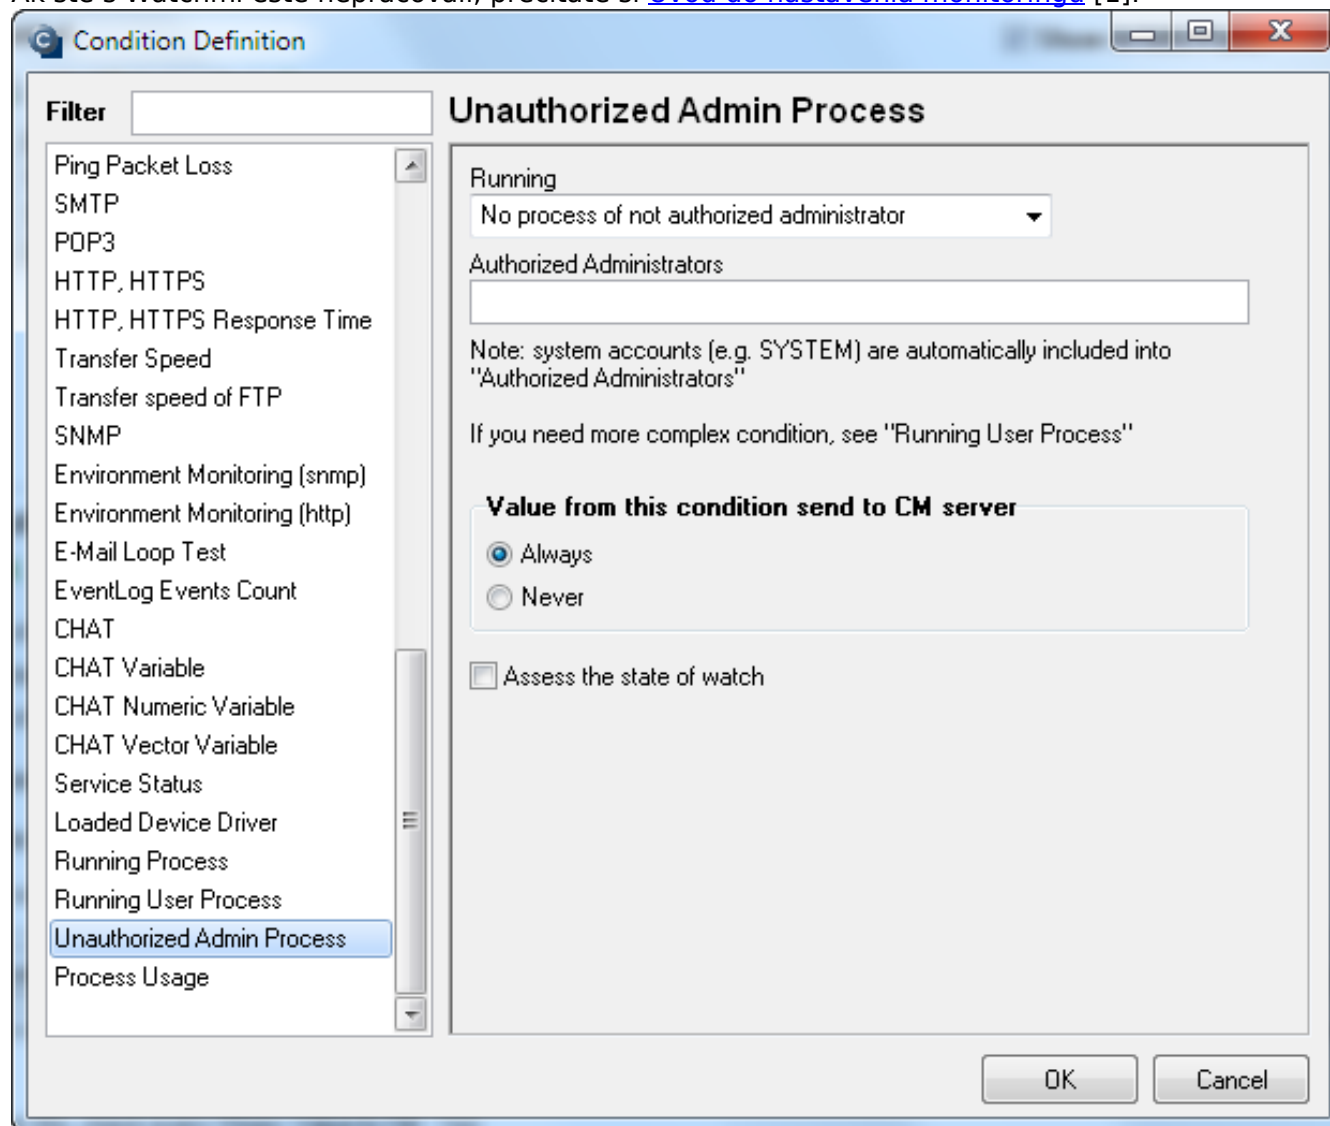 Condition Definition
Filter
Ping Packet Loss
SMTP
POP3
HTTP, HTTPS
HTTP, HTTPS Response Time
Transfer Speed
Transfer speed of FTP
SNMP
Environment Monitoring (snmp)
Environment Monitoring (http)
E-Mail Loop Test
EventLog Events Count
CHAT
CHAT Variable
CHAT Numeric Variable
CHAT Vector Variable
Service Status
Loaded Device Driver
Running Process
Running User Process
Unauthorized Admin Process
Process Usage
Unauthorized Admin Process
Running
No process of not authorized administrator
Authorized Administrators
Note: system accounts (e.g. SYSTEM) are automatically included into
"Authorized Administrators"
If you need more complex condition, see "Running User Process"
Value from this condition send to CM server
Always
Never
Assess the state of watch
OK
Cancel